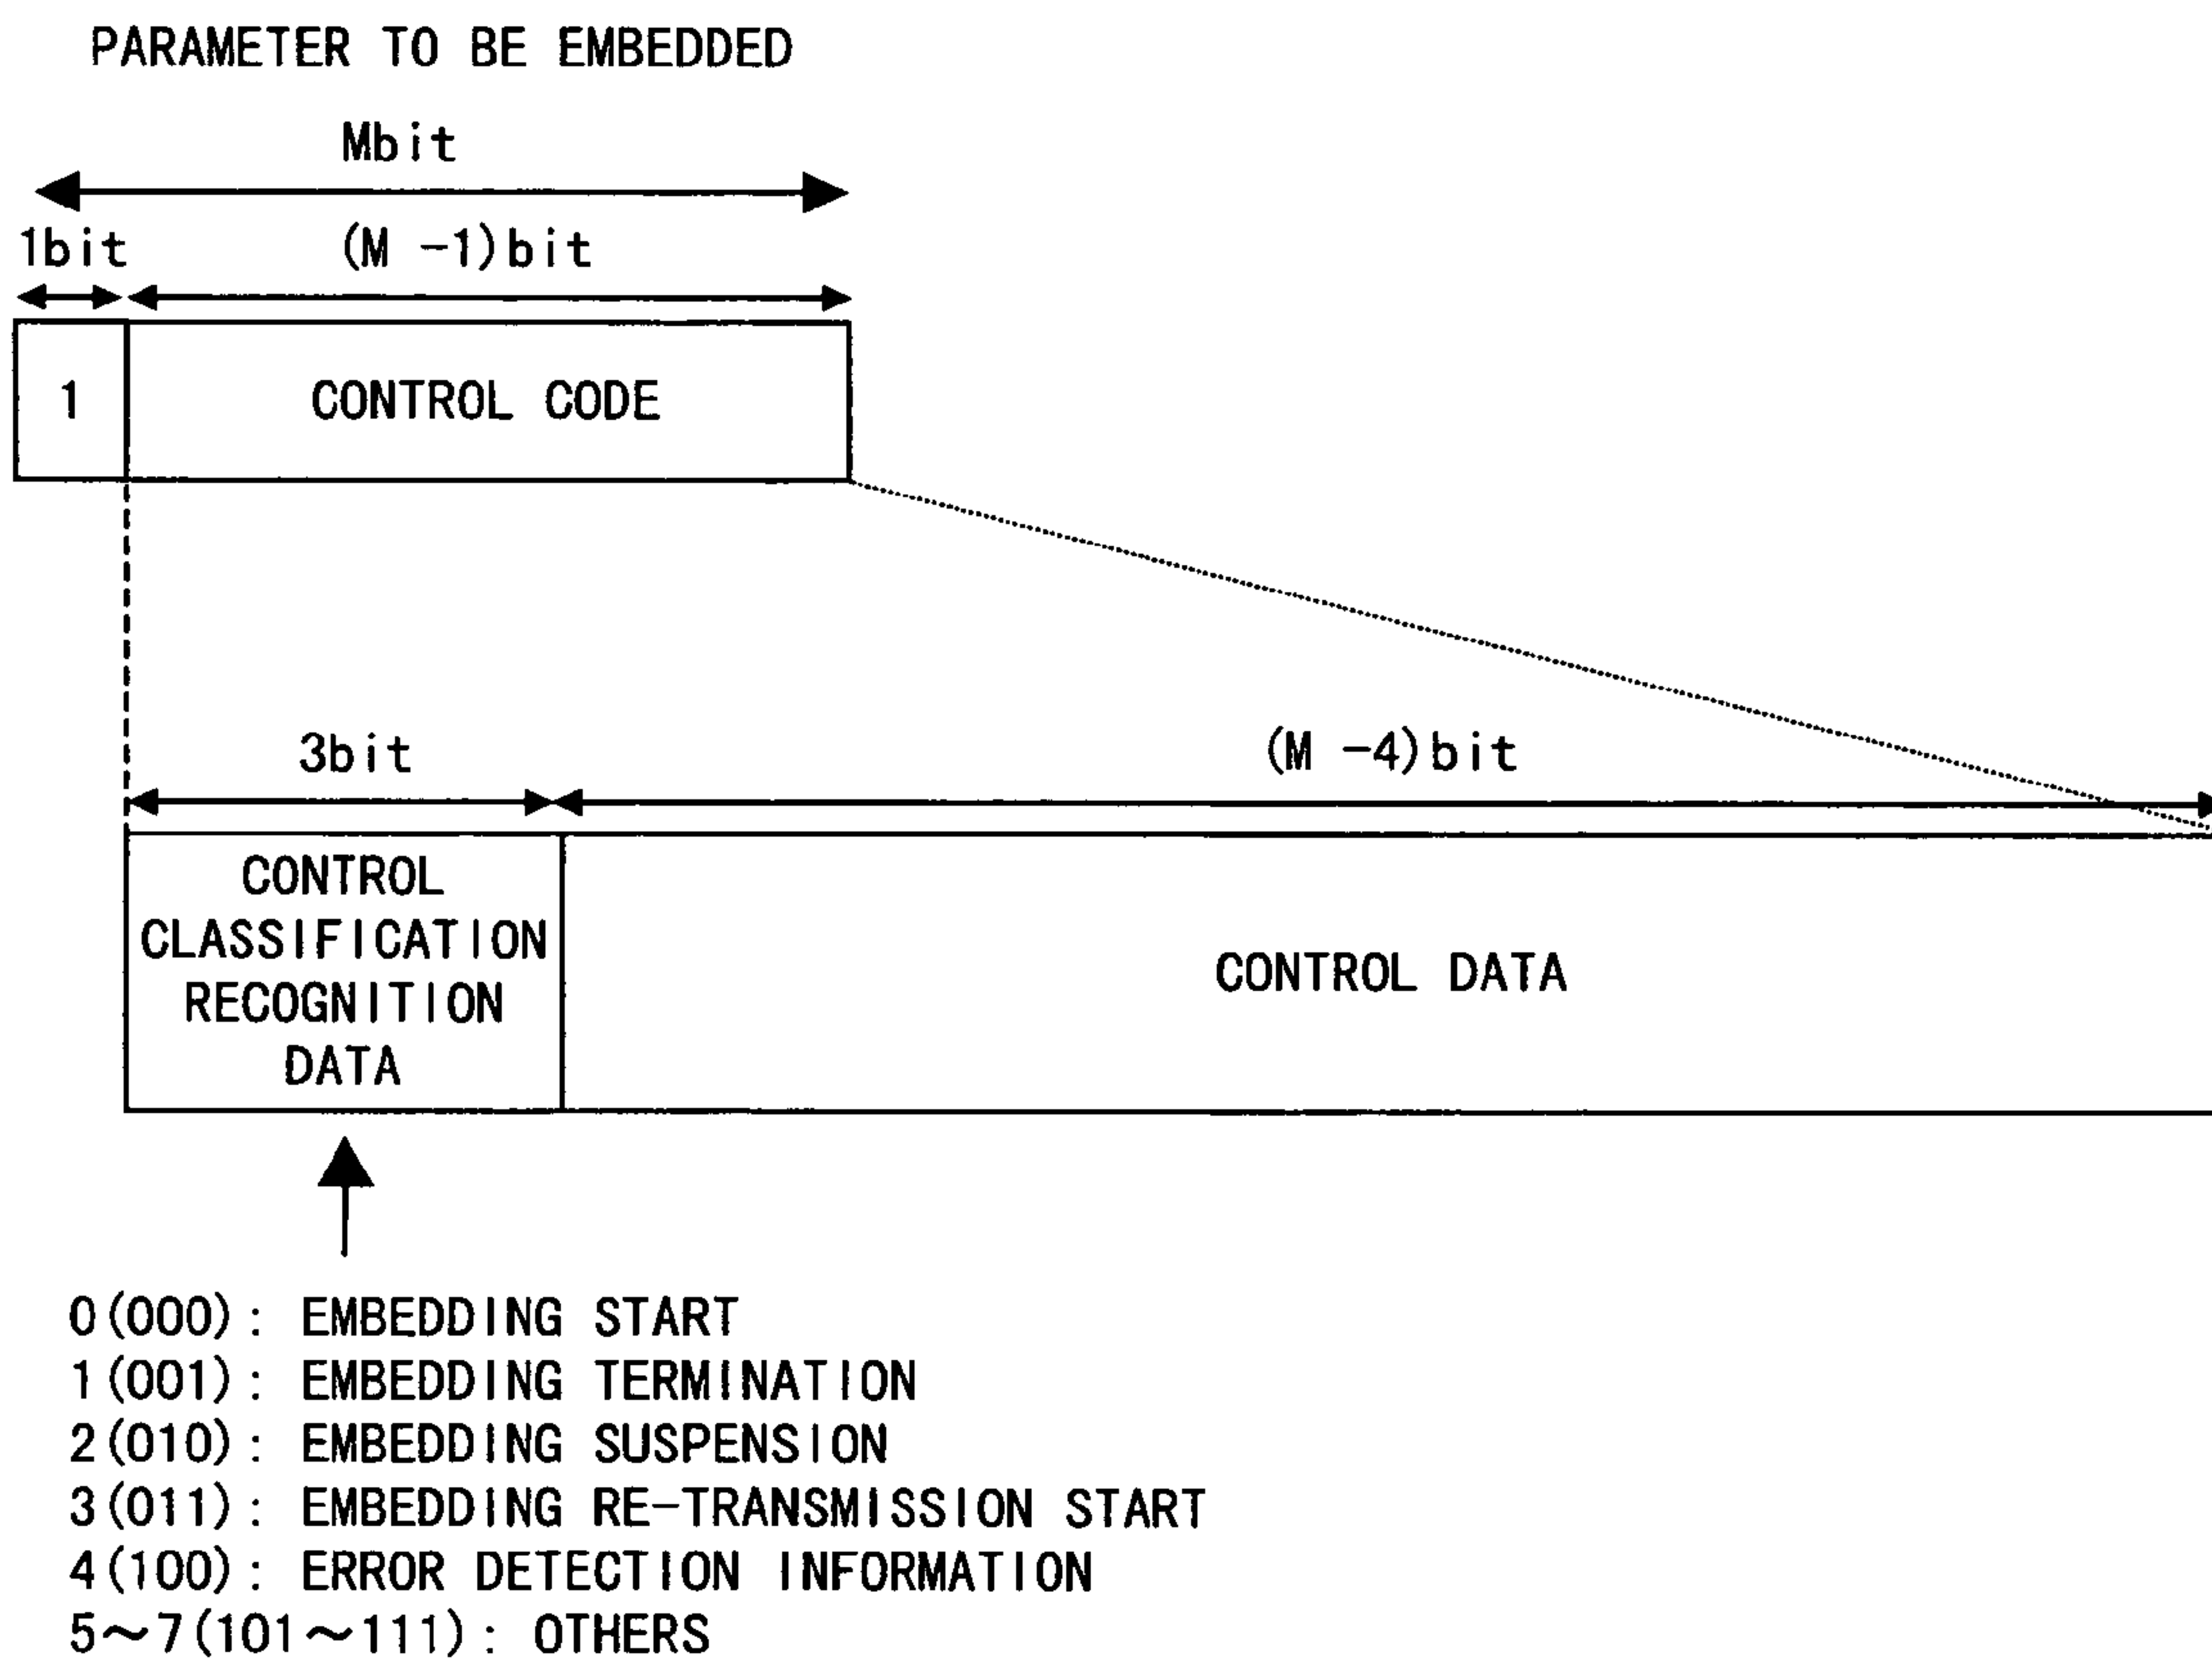 PARAMETER TO BE EMBEDDED
Mbit
1bit (M -1)bit
1 CONTROL CODE
3bit (M -4)bit
CONTROL
CLASSIFICATION
RECOGNITION
DATA
CONTROL DATA
0(000): EMBEDDING START
1(001): EMBEDDING TERMINATION
2(010): EMBEDDING SUSPENSION
3(011): EMBEDDING RE-TRANSMISSION START
4(100): ERROR DETECTION INFORMATION
5～7(101～111): OTHERS